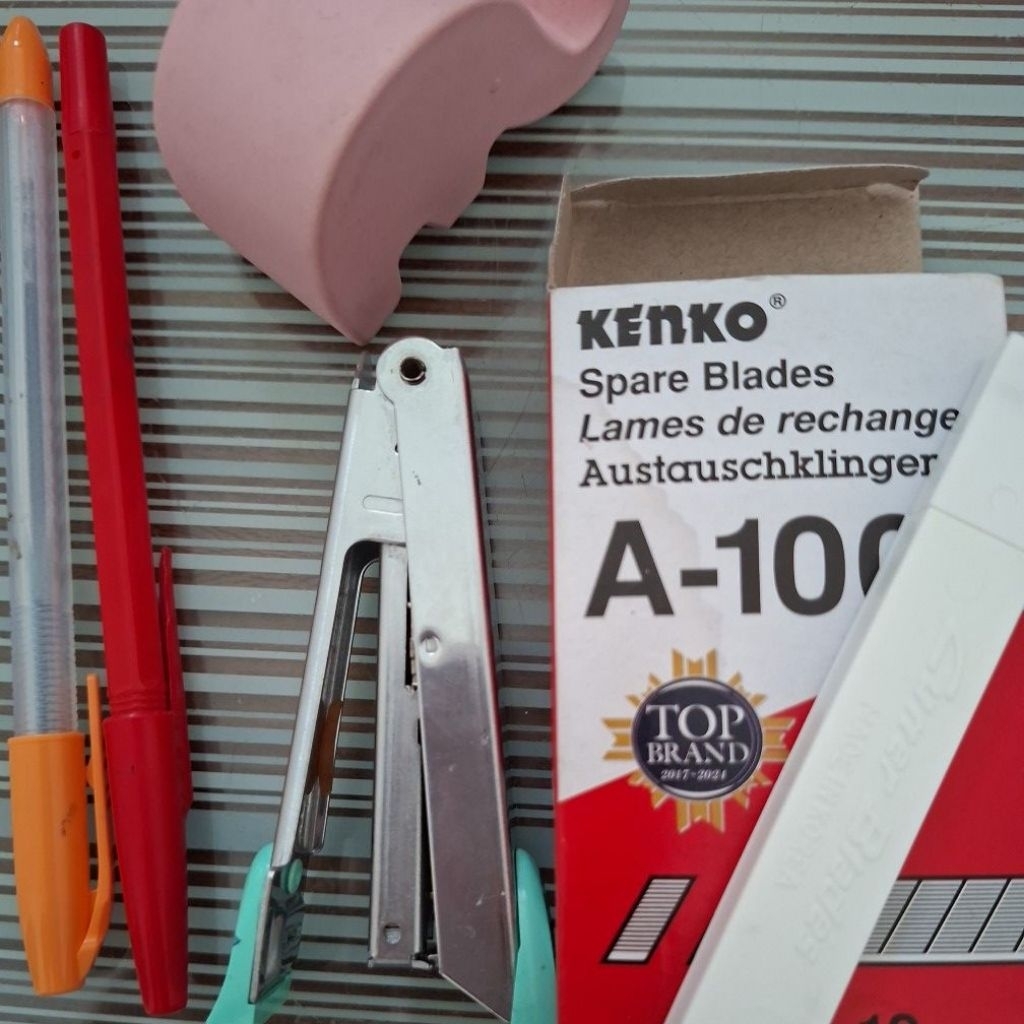 KENKO®
Spare Blades
Lames de rechange
Austauschklinger
A-100
TOP
BRAND
2017-2024